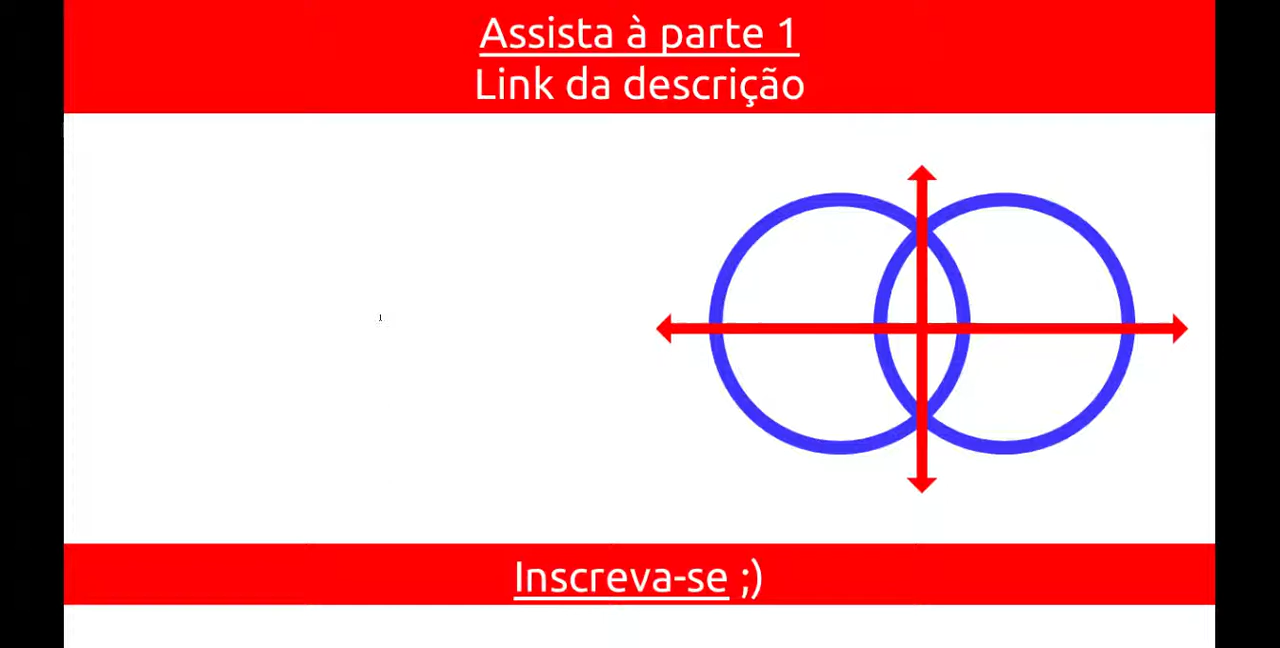 Assista à parte 1
Link da descrição
Inscreva-se ;)